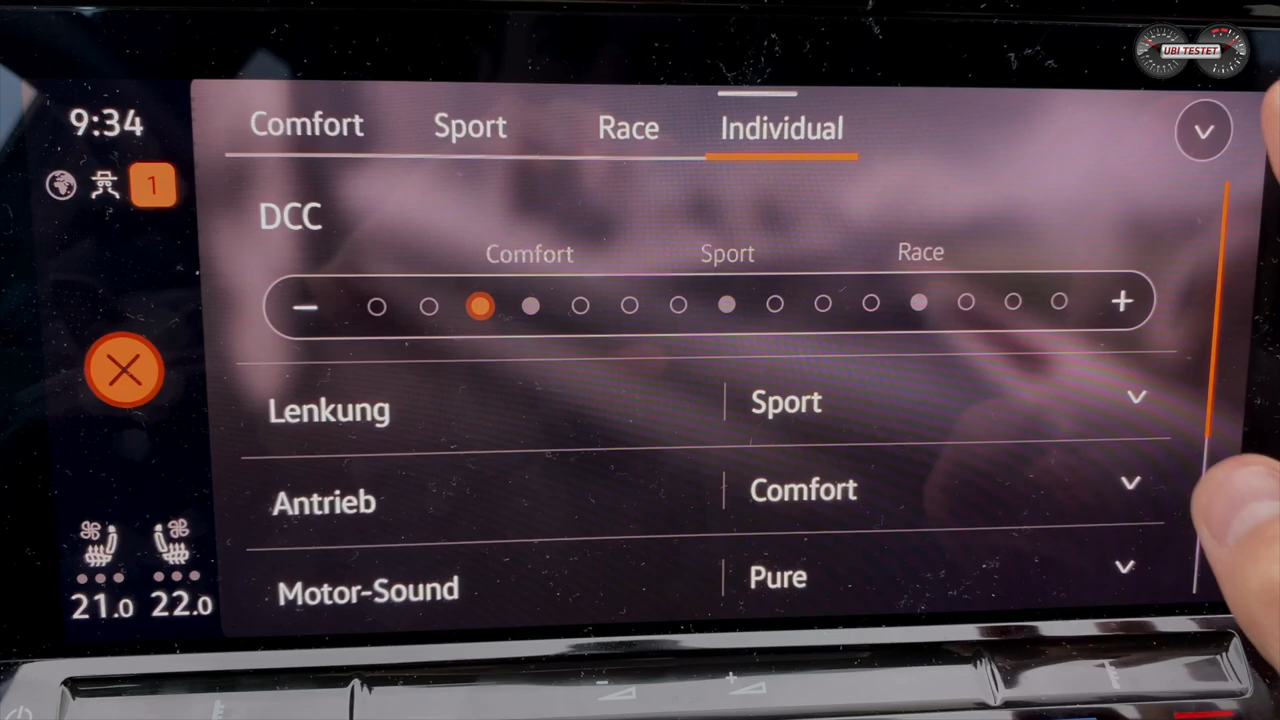 UBI TESTET
9:34
Comfort Sport Race Individual
1
DCC
Comfort Sport Race
− +
Lenkung Sport
Antrieb Comfort
Motor-Sound Pure
21.0 22.0
- +